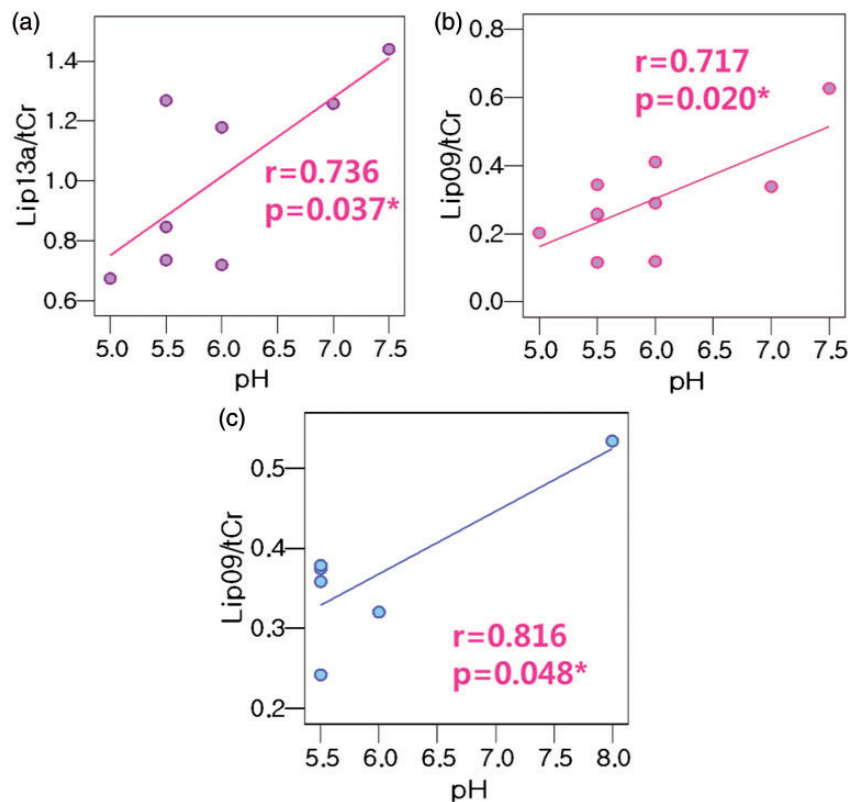 (a)
Lip13a/tCr
1.4
1.2
1.0
0.8
0.6
r=0.736
p=0.037*
5.0 5.5 6.0 6.5 7.0 7.5
pH
(b)
Lip09/tCr
0.8
0.6
0.4
0.2
0.0
r=0.717
p=0.020*
5.0 5.5 6.0 6.5 7.0 7.5
pH
(c)
Lip09/tCr
0.5
0.4
0.3
0.2
r=0.816
p=0.048*
5.5 6.0 6.5 7.0 7.5 8.0
pH